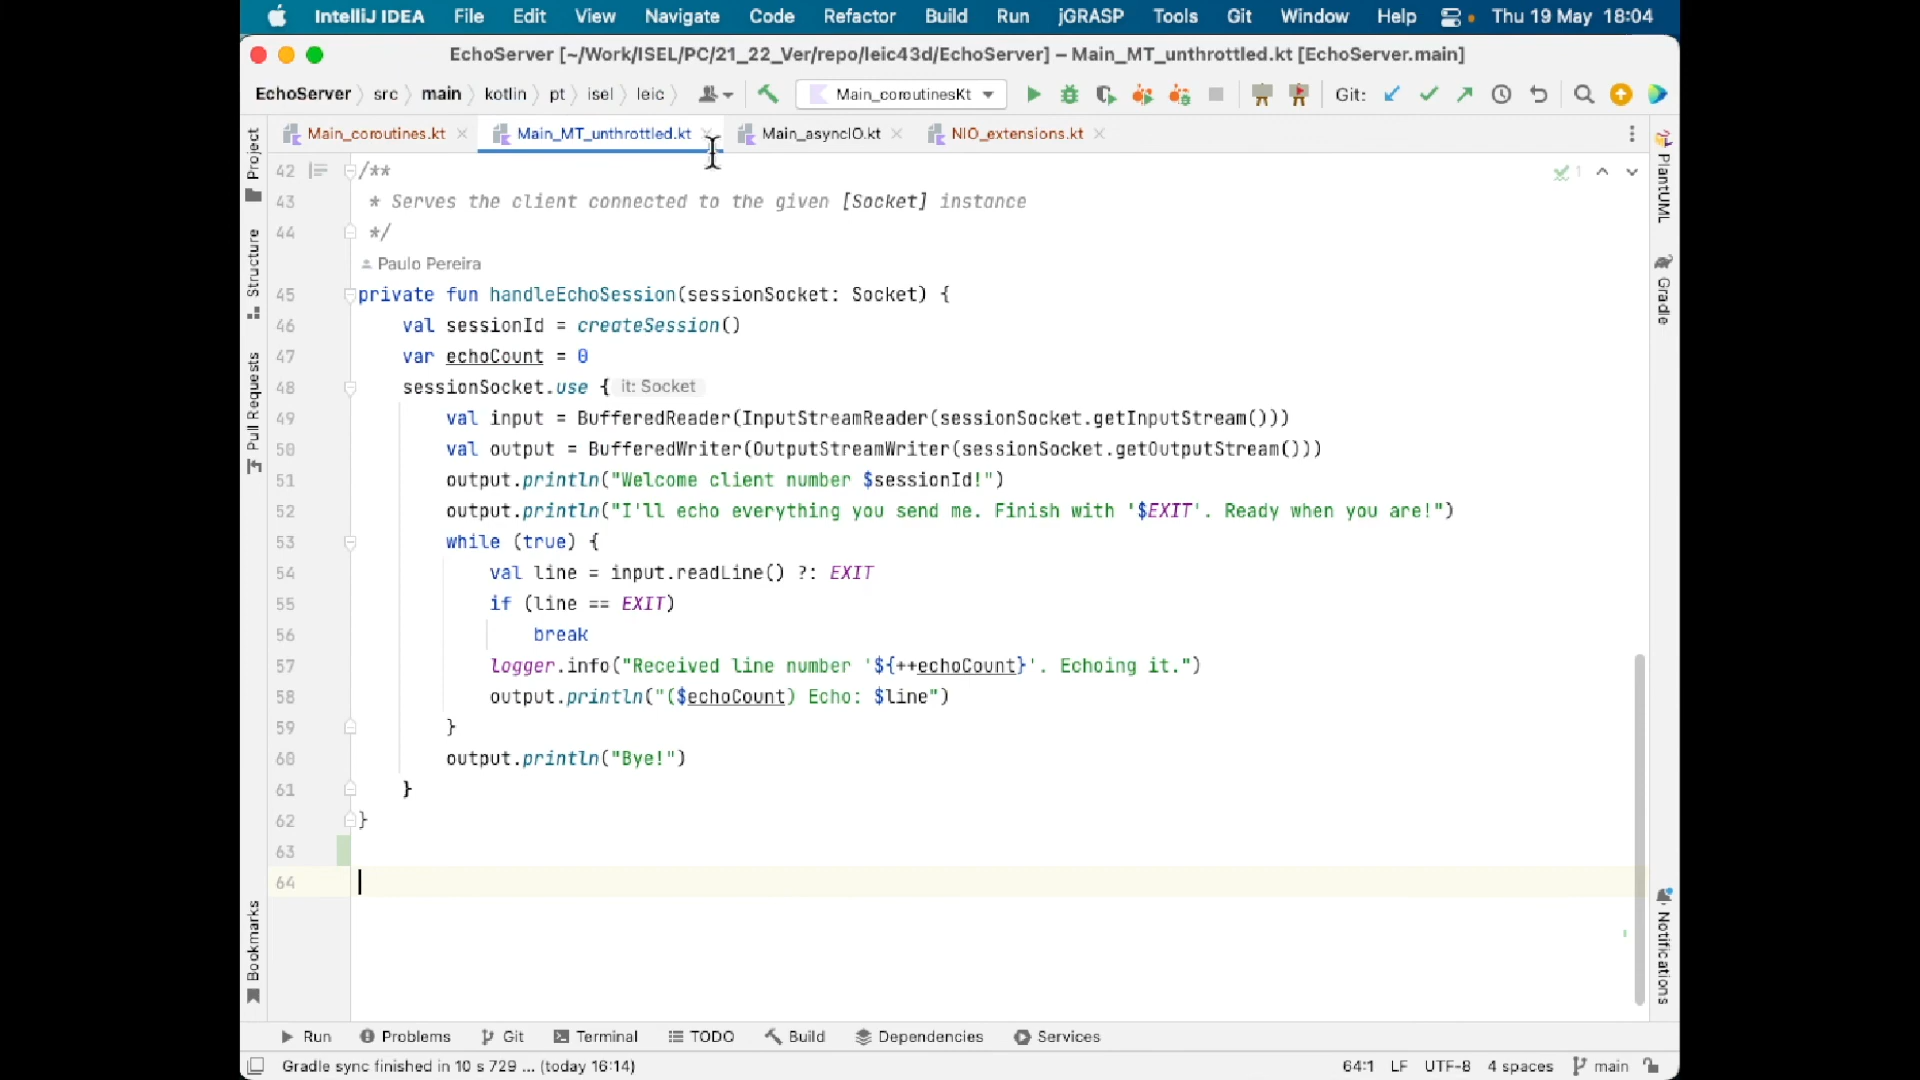 IntelliJ IDEA File Edit View Navigate Code Refactor Build Run jGRASP Tools Git Window Help Thu 19 May 18:04
EchoServer [~/Work/ISEL/PC/21_22_Ver/repo/leic43d/EchoServer] – Main_MT_unthrottled.kt [EchoServer.main]
EchoServer src main kotlin pt isel leic Main_coroutinesKt Git:
Main_coroutines.kt Main_MT_unthrottled.kt Main_asyncIO.kt NIO_extensions.kt
Project
Structure
Pull Requests
Bookmarks
42 /** 1
43 * Serves the client connected to the given [Socket] instance
44 */
Paulo Pereira
45 private fun handleEchoSession(sessionSocket: Socket) {
46 val sessionId = createSession()
47 var echoCount = 0
48 sessionSocket.use { it: Socket
49 val input = BufferedReader(InputStreamReader(sessionSocket.getInputStream()))
50 val output = BufferedWriter(OutputStreamWriter(sessionSocket.getOutputStream()))
51 output.println("Welcome client number $sessionId!")
52 output.println("I'll echo everything you send me. Finish with '$EXIT'. Ready when you are!")
53 while (true) {
54 val line = input.readLine() ?: EXIT
55 if (line == EXIT)
56 break
57 logger.info("Received line number '${++echoCount}'. Echoing it.")
58 output.println("($echoCount) Echo: $line")
59 }
60 output.println("Bye!")
61 }
62 }
63
64
PlantUML
Gradle
Notifications
Run Problems Git Terminal TODO Build Dependencies Services
Gradle sync finished in 10 s 729 ... (today 16:14) 64:1 LF UTF-8 4 spaces main